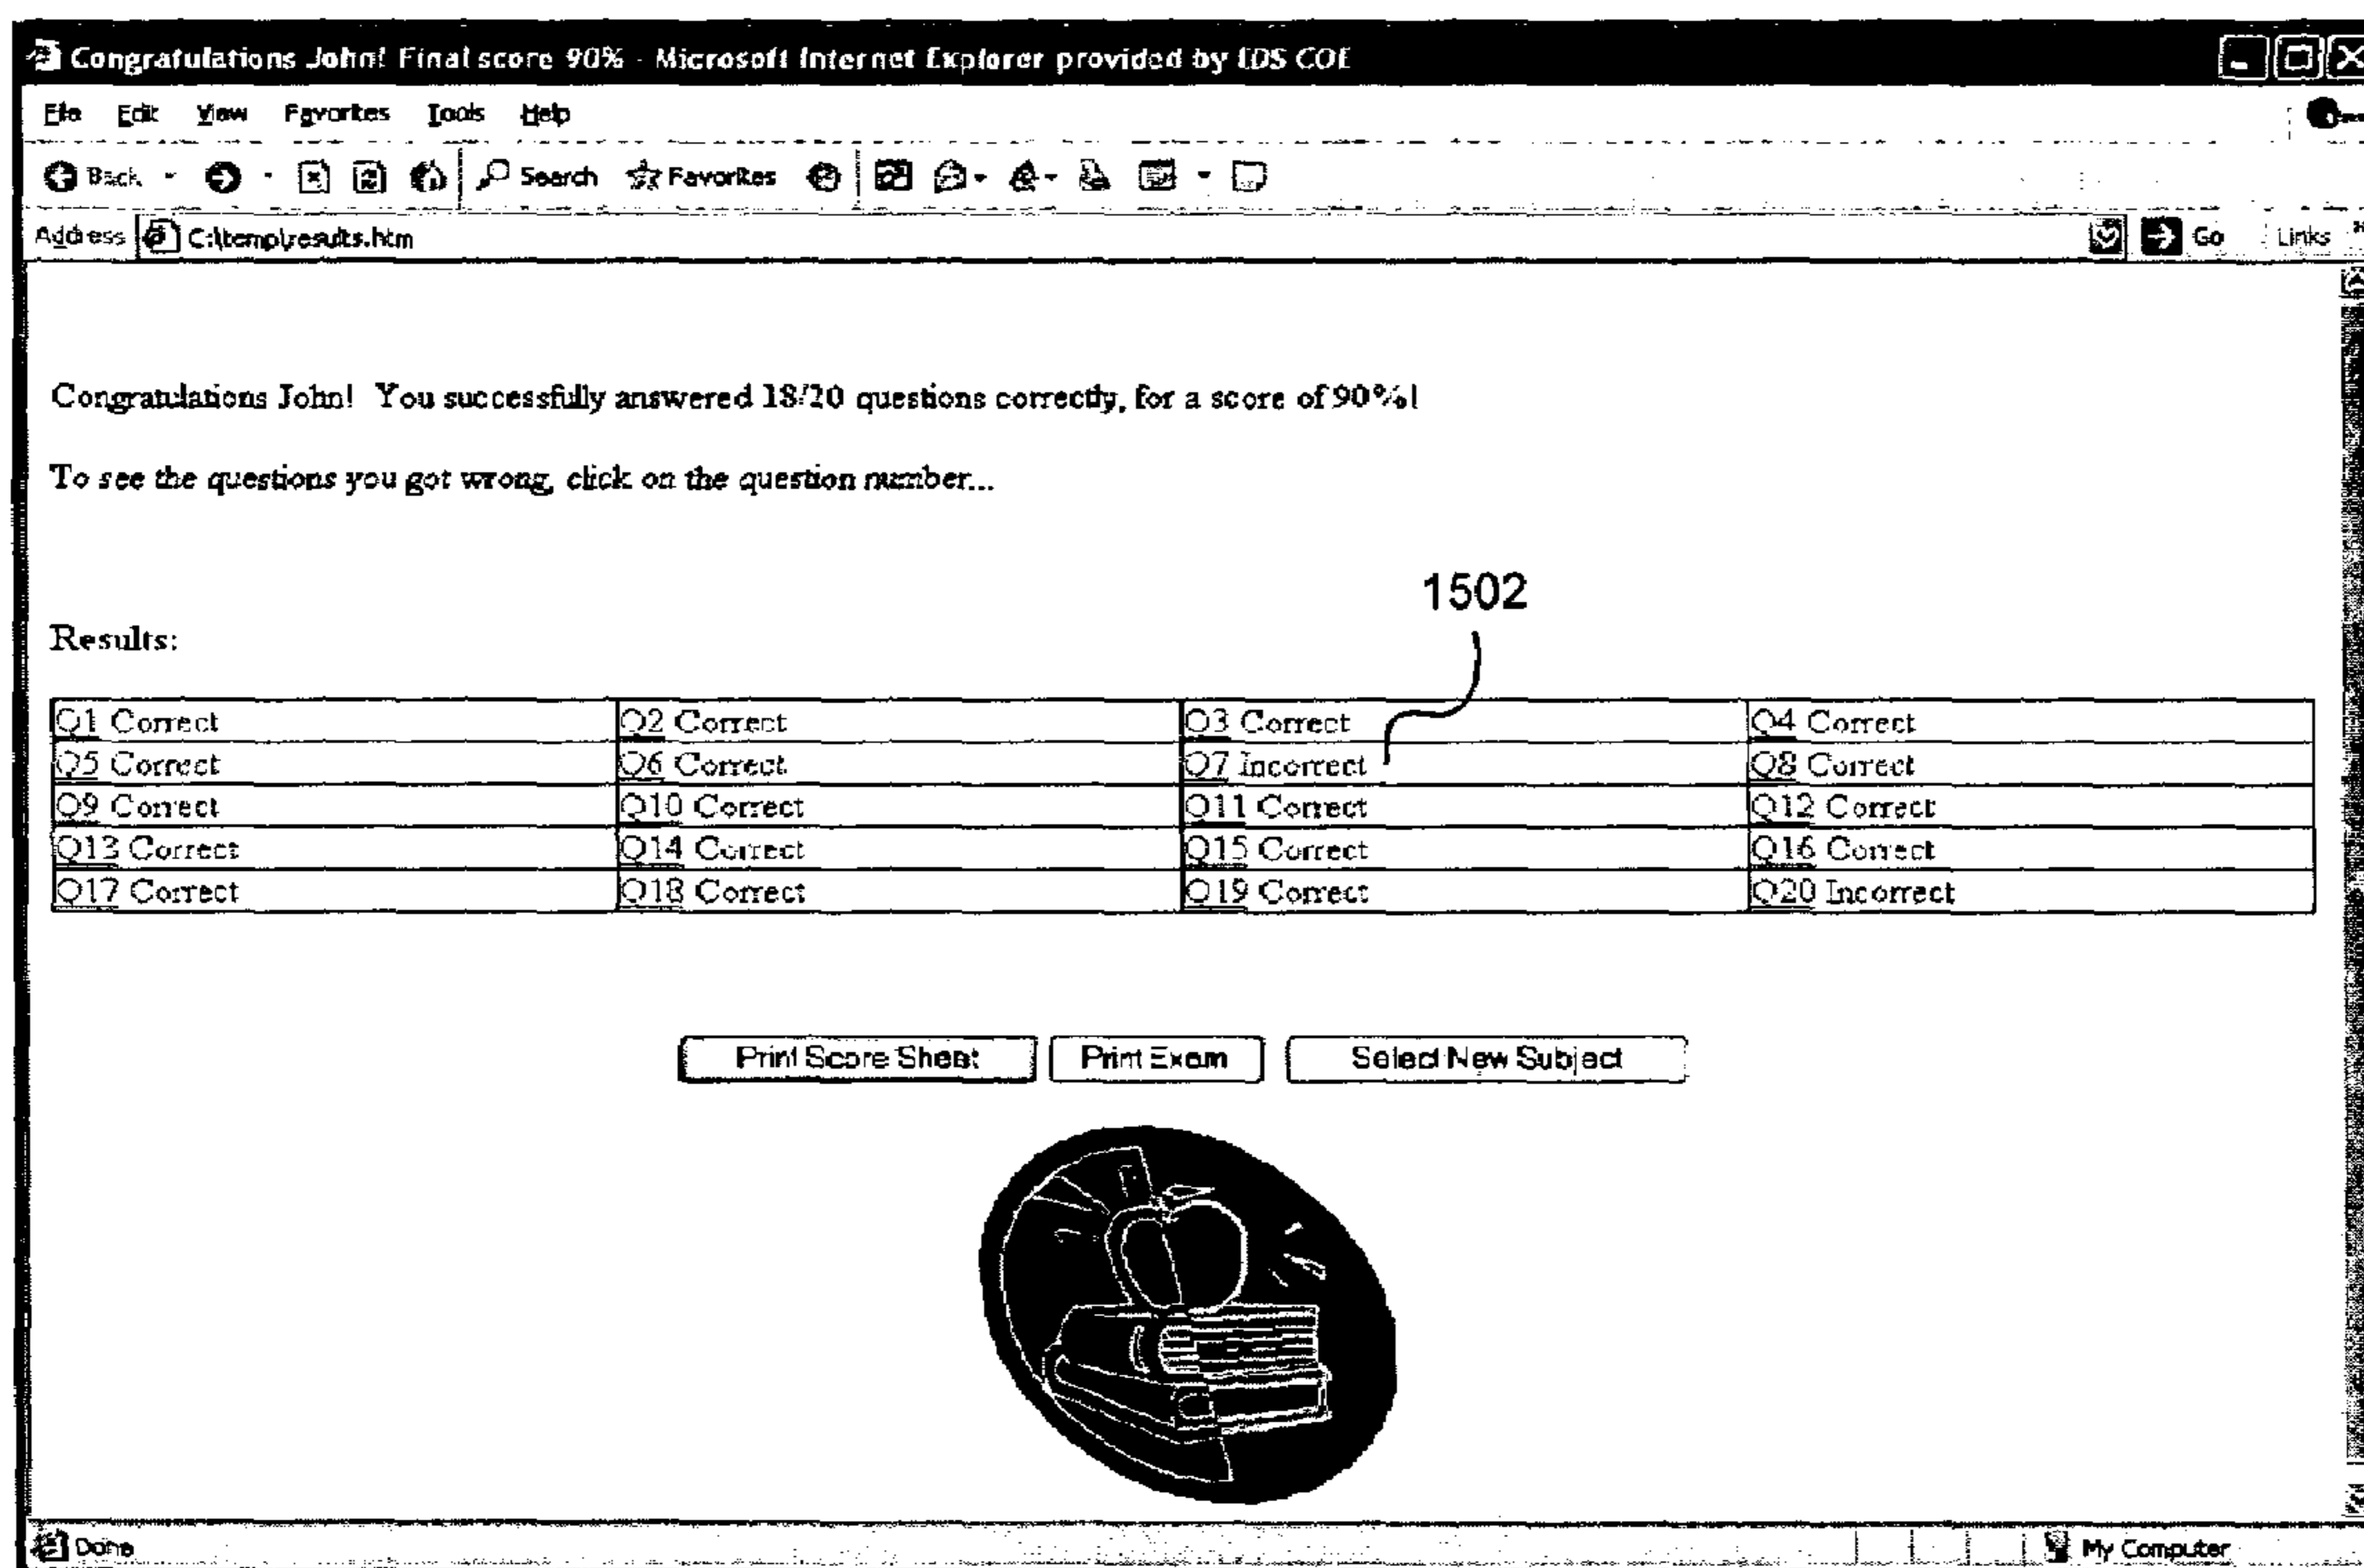 Congratulations John! Final score 90% - Microsoft Internet Explorer provided by EDS COE
File Edit View Favorites Tools Help
Back Search Favorites
Address C:\temp\results.htm Go Links »
Congratulations John! You successfully answered 18/20 questions correctly, for a score of 90%!
To see the questions you got wrong, click on the question number...
1502
Results:
Q1 Correct Q2 Correct Q3 Correct Q4 Correct
Q5 Correct Q6 Correct Q7 Incorrect Q8 Correct
Q9 Correct Q10 Correct Q11 Correct Q12 Correct
Q13 Correct Q14 Correct Q15 Correct Q16 Correct
Q17 Correct Q18 Correct Q19 Correct Q20 Incorrect
Print Score Sheet Print Exam Select New Subject
Done My Computer